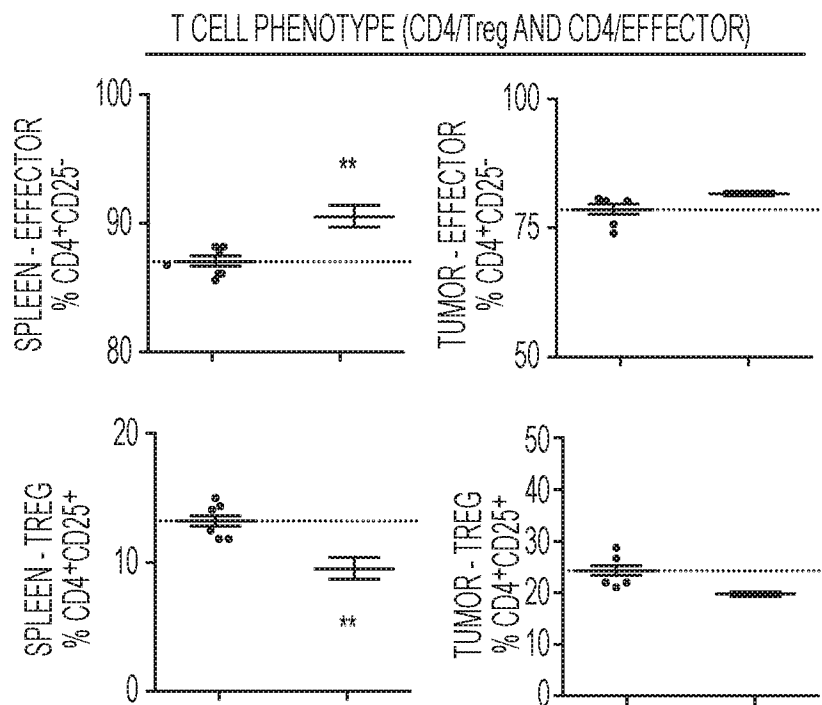 T CELL PHENOTYPE (CD4/Treg AND CD4/EFFECTOR)
SPLEEN - EFFECTOR
% CD4+CD25-
100
90
80
**
TUMOR - EFFECTOR
% CD4+CD25-
100
75
50
SPLEEN - TREG
% CD4+CD25+
20
10
0
**
TUMOR - TREG
% CD4+CD25+
50
40
30
20
10
0